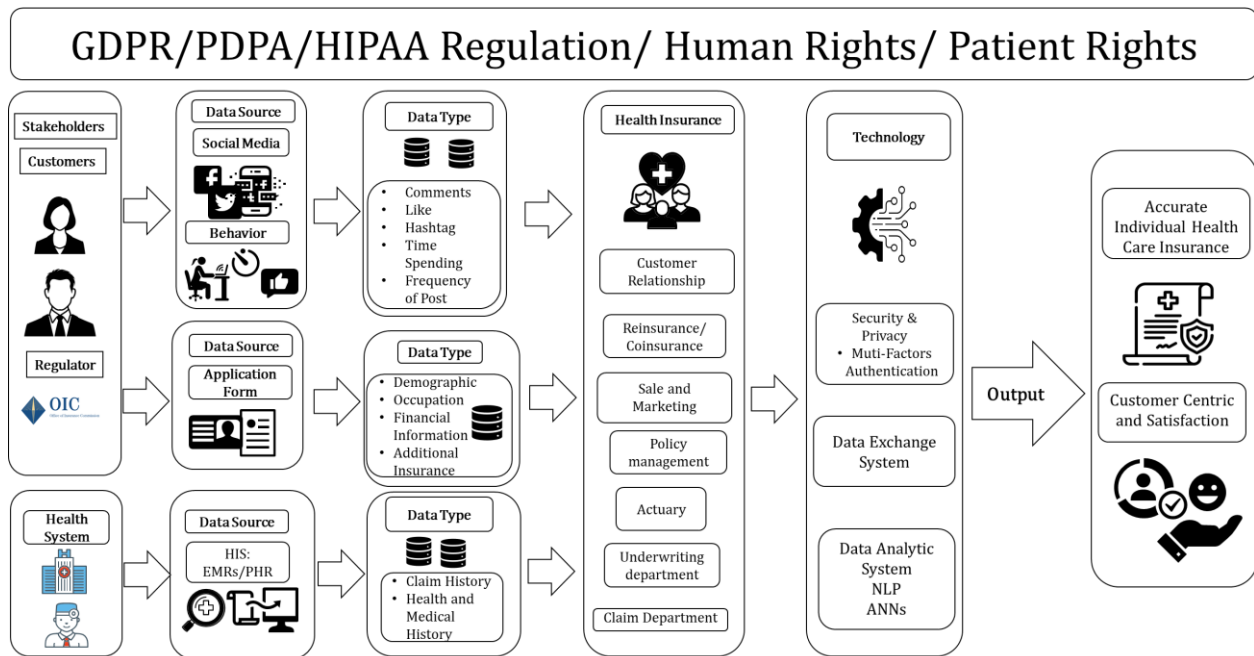 GDPR/PDPA/HIPAA Regulation/ Human Rights/ Patient Rights
Stakeholders
Customers
Regulator
OIC
Office of Insurance Commission
Health
System
Data Source
Social Media
Behavior
Data Source
Application
Form
Data Source
HIS:
EMRs/PHR
Data Type
• Comments
• Like
• Hashtag
• Time
Spending
• Frequency
of Post
Data Type
• Demographic
• Occupation
• Financial
Information
• Additional
Insurance
Data Type
• Claim History
• Health and
Medical
History
Health Insurance
Customer
Relationship
Reinsurance/
Coinsurance
Sale and
Marketing
Policy
management
Actuary
Underwriting
department
Claim Department
Technology
Security &
Privacy
• Muti-Factors
Authentication
Data Exchange
System
Data Analytic
System
NLP
ANNs
Output
Accurate
Individual Health
Care Insurance
Customer Centric
and Satisfaction